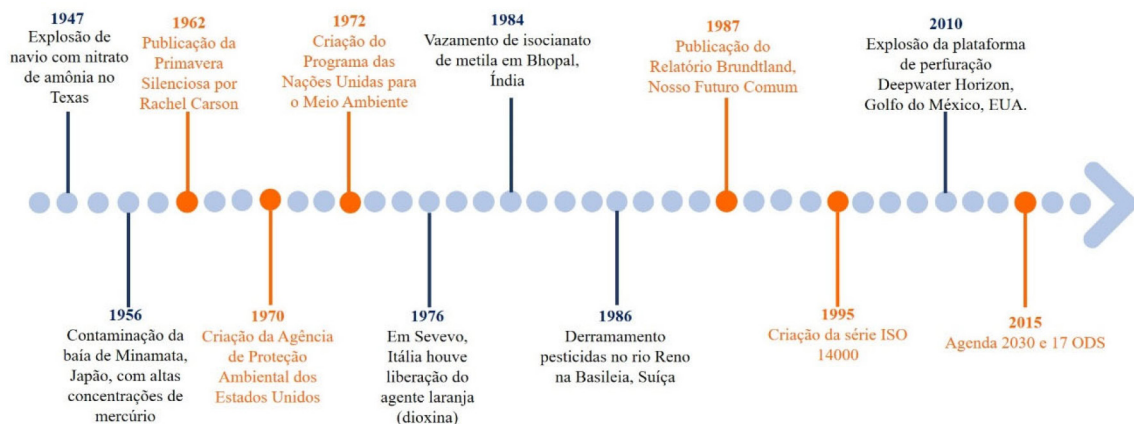 1947
Explosão de
navio com nitrato
de amônia no
Texas
1962
Publicação da
Primavera
Silenciosa por
Rachel Carson
1972
Criação do
Programa das
Nações Unidas para
o Meio Ambiente
1984
Vazamento de isocianato
de metila em Bhopal,
Índia
1987
Publicação do
Relatório Brundtland,
Nosso Futuro Comum
2010
Explosão da plataforma
de perfuração
Deepwater Horizon,
Golfo do México, EUA.
1956
Contaminação da
baía de Minamata,
Japão, com altas
concentrações de
mercúrio
1970
Criação da Agência
de Proteção
Ambiental dos
Estados Unidos
1976
Em Sevevo,
Itália houve
liberação do
agente laranja
(dioxina)
1986
Derramamento
pesticidas no rio Reno
na Basileia, Suíça
1995
Criação da série ISO
14000
2015
Agenda 2030 e 17 ODS